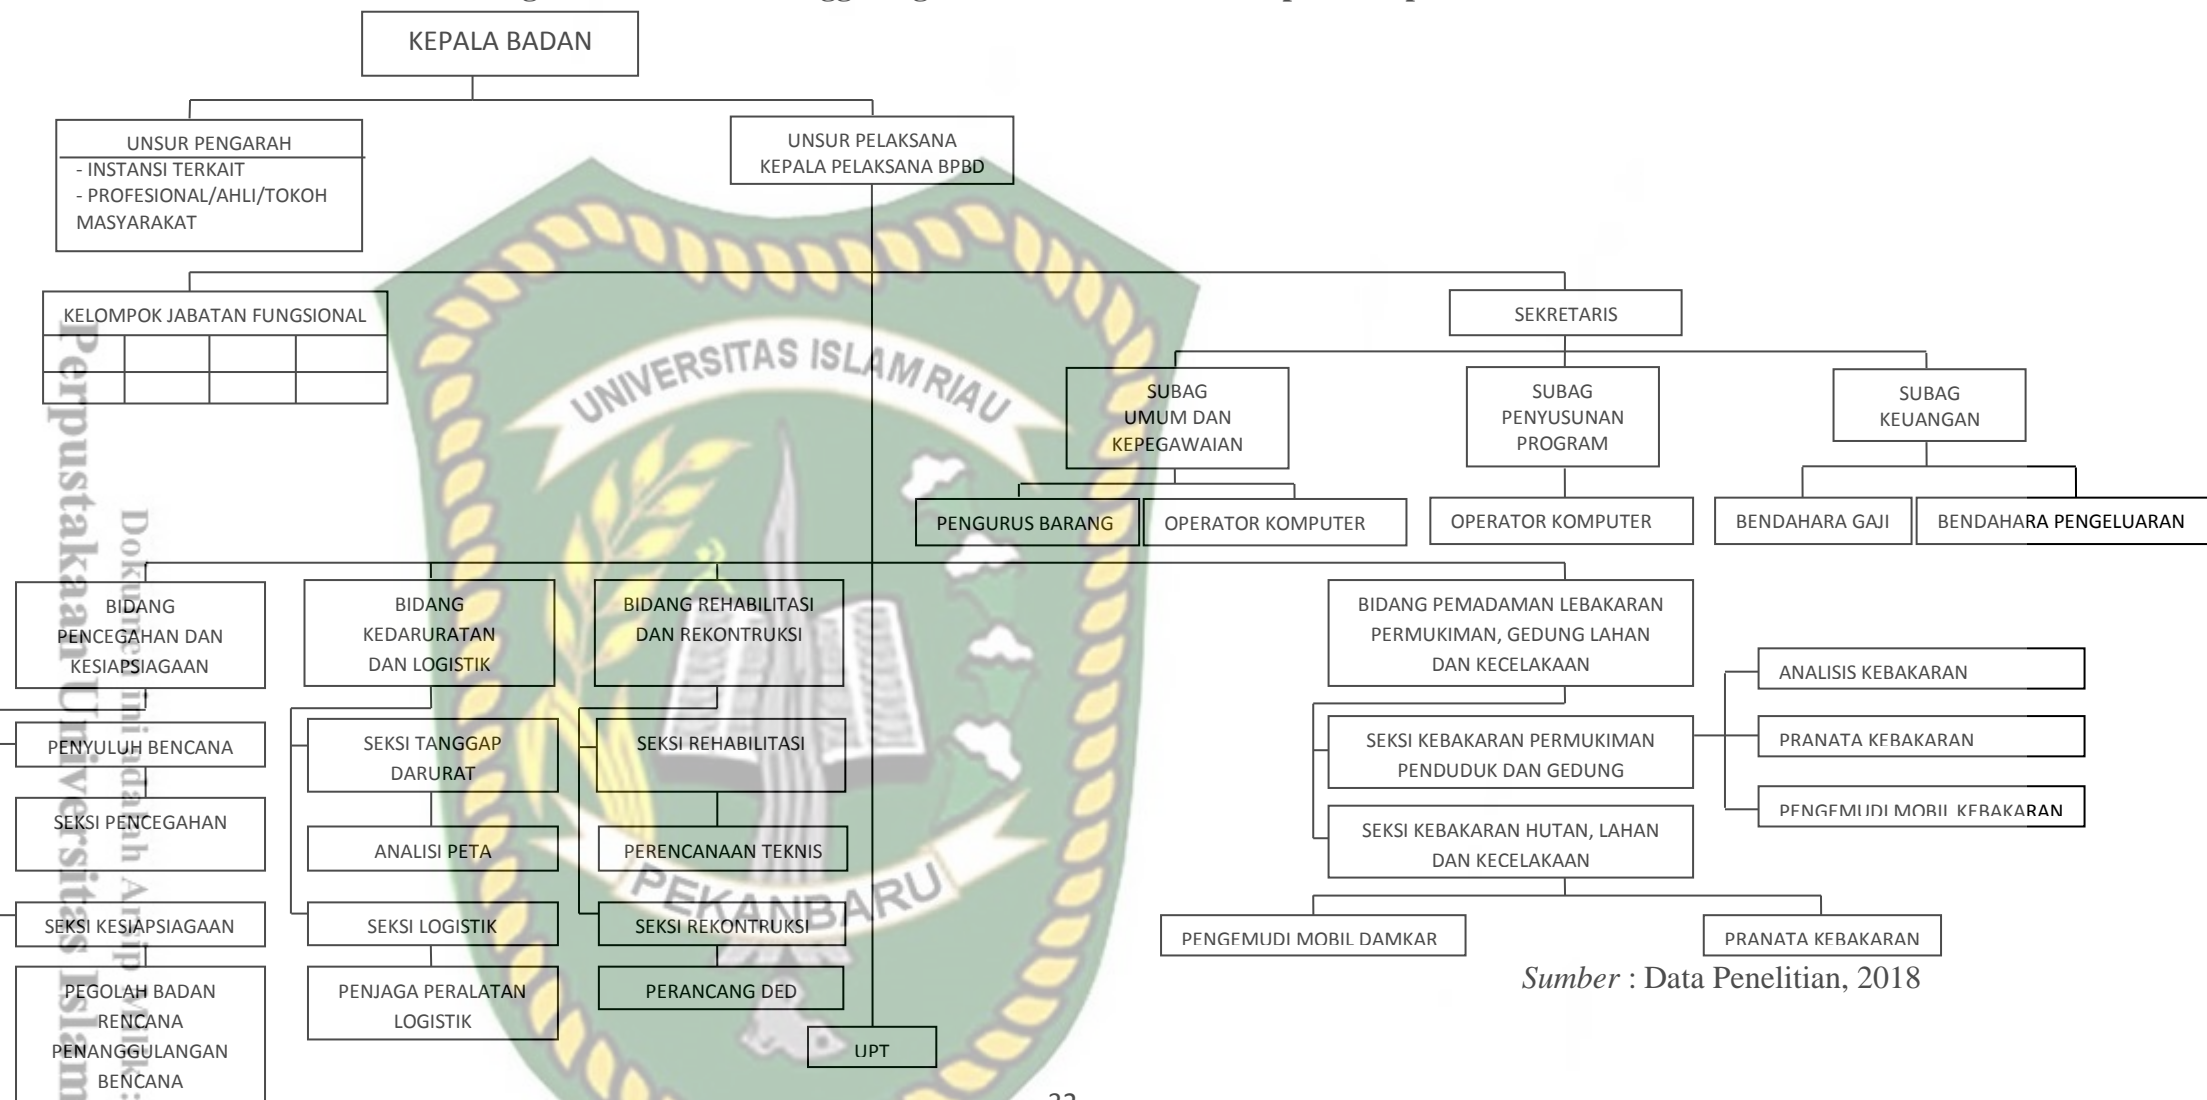 KEPALA BADAN
UNSUR PENGARAH
- INSTANSI TERKAIT
- PROFESIONAL/AHLI/TOKOH
MASYARAKAT
UNSUR PELAKSANA
KEPALA PELAKSANA BPBD
KELOMPOK JABATAN FUNGSIONAL
SEKRETARIS
SUBAG
UMUM DAN
KEPEGAWAIAN
SUBAG
PENYUSUNAN
PROGRAM
SUBAG
KEUANGAN
PENGURUS BARANG
OPERATOR KOMPUTER
OPERATOR KOMPUTER
BENDAHARA GAJI
BENDAHARA PENGELUARAN
BIDANG
PENCEGAHAN DAN
KESIAPSIAGAAN
BIDANG
KEDARURATAN
DAN LOGISTIK
BIDANG REHABILITASI
DAN REKONTRUKSI
BIDANG PEMADAMAN LEBAKARAN
PERMUKIMAN, GEDUNG LAHAN
DAN KECELAKAAN
PENYULUH BENCANA
SEKSI PENCEGAHAN
SEKSI KESIAPSIAGAAN
PEGOLAH BADAN
RENCANA
PENANGGULANGAN
BENCANA
SEKSI TANGGAP
DARURAT
ANALISI PETA
SEKSI LOGISTIK
PENJAGA PERALATAN
LOGISTIK
SEKSI REHABILITASI
PERENCANAAN TEKNIS
SEKSI REKONTRUKSI
PERANCANG DED
SEKSI KEBAKARAN PERMUKIMAN
PENDUDUK DAN GEDUNG
SEKSI KEBAKARAN HUTAN, LAHAN
DAN KECELAKAAN
ANALISIS KEBAKARAN
PRANATA KEBAKARAN
PENGEMUDI MOBIL KEBAKARAN
PENGEMUDI MOBIL DAMKAR
PRANATA KEBAKARAN
UPT
Sumber : Data Penelitian, 2018
UNIVERSITAS ISLAM RIAU
PEKANBARU
Perpustakaan Universitas Islam
Dokumen ini adalah Arsip Milik :